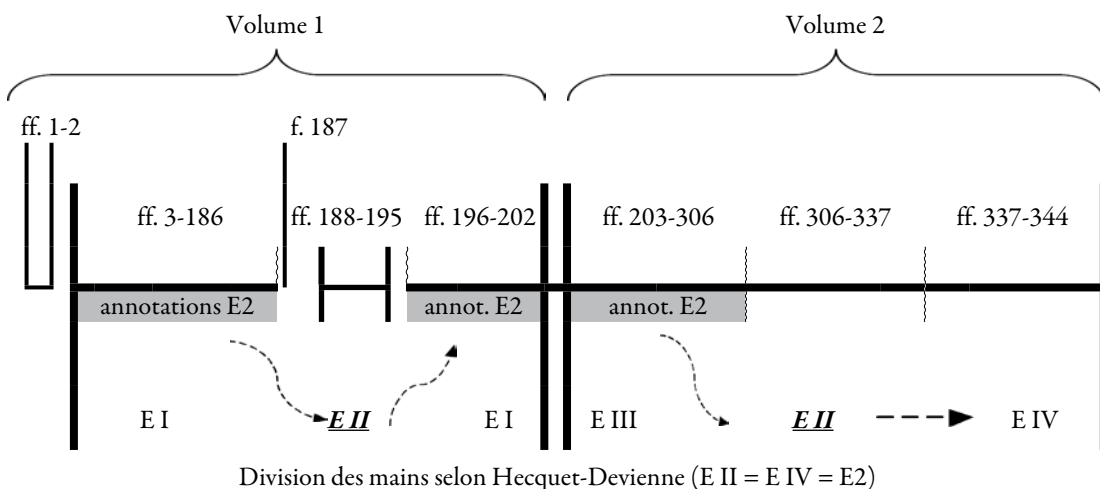 Volume 1 Volume 2
ff. 1-2 f. 187
ff. 3-186 ff. 188-195 ff. 196-202 ff. 203-306 ff. 306-337 ff. 337-344
annotations E2 annot. E2 annot. E2
E I E II E I E III E II E IV
Division des mains selon Hecquet-Devienne (E II = E IV = E2)